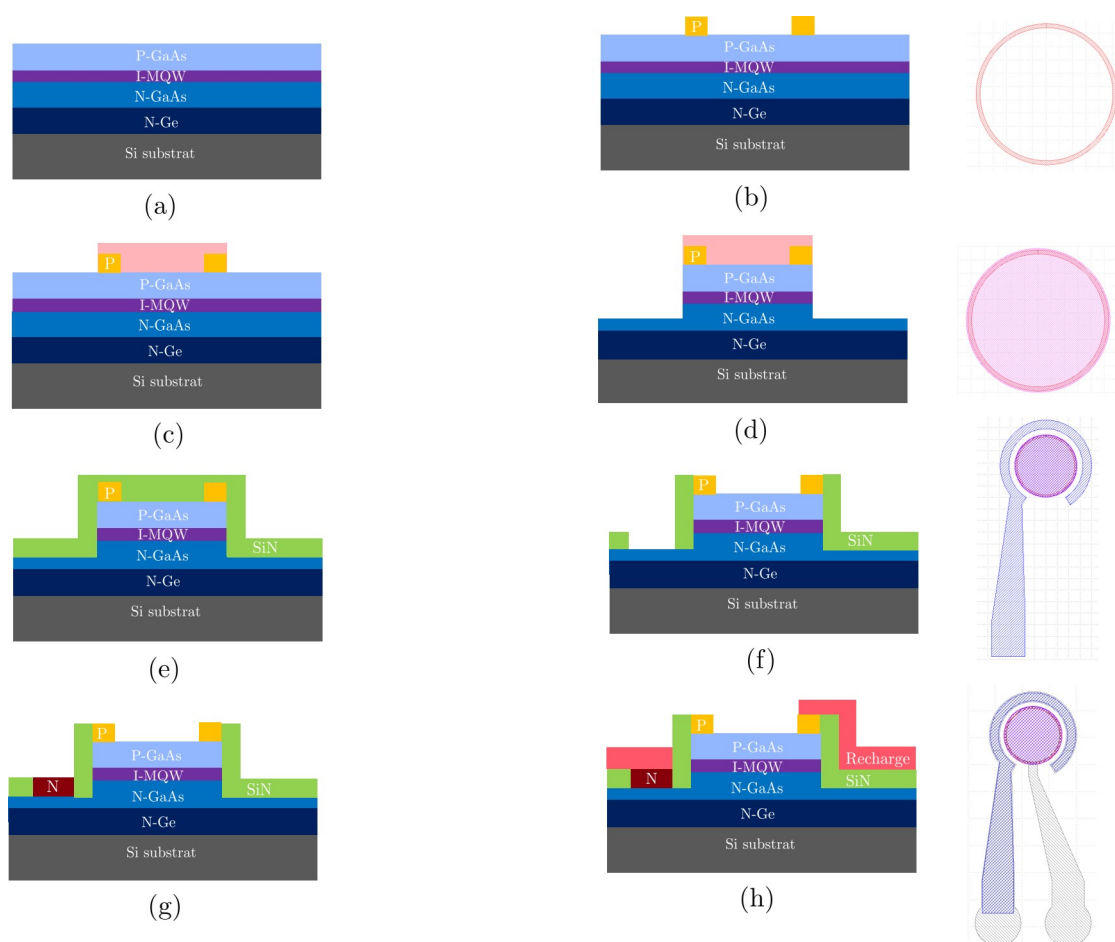 P-GaAs
I-MQW
N-GaAs
N-Ge
Si substrat
(a)
P
P-GaAs
I-MQW
N-GaAs
N-Ge
Si substrat
(b)
P
P-GaAs
I-MQW
N-GaAs
N-Ge
Si substrat
(c)
P
P-GaAs
I-MQW
N-GaAs
N-Ge
Si substrat
(d)
P
P-GaAs
I-MQW
N-GaAs
SiN
N-Ge
Si substrat
(e)
P
P-GaAs
I-MQW
N-GaAs
SiN
N-Ge
Si substrat
(f)
P
P-GaAs
I-MQW
N
N-GaAs
SiN
N-Ge
Si substrat
(g)
P
P-GaAs
Recharge
I-MQW
N
N-GaAs
SiN
N-Ge
Si substrat
(h)